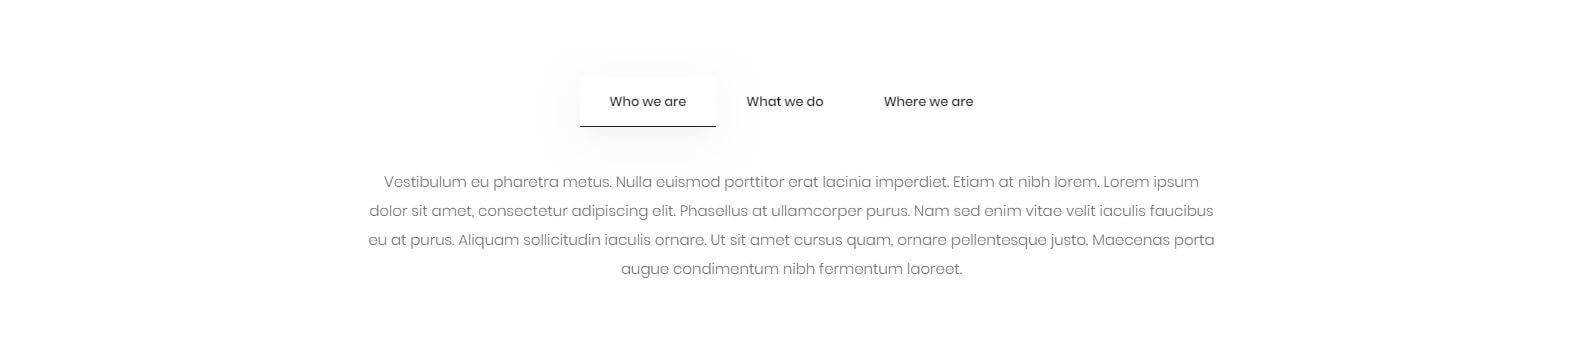 Who we are What we do Where we are
Vestibulum eu pharetra metus. Nulla euismod porttitor erat lacinia imperdiet. Etiam at nibh lorem. Lorem ipsum
dolor sit amet, consectetur adipiscing elit. Phasellus at ullamcorper purus. Nam sed enim vitae velit iaculis faucibus
eu at purus. Aliquam sollicitudin iaculis ornare. Ut sit amet cursus quam, ornare pellentesque justo. Maecenas porta
augue condimentum nibh fermentum laoreet.